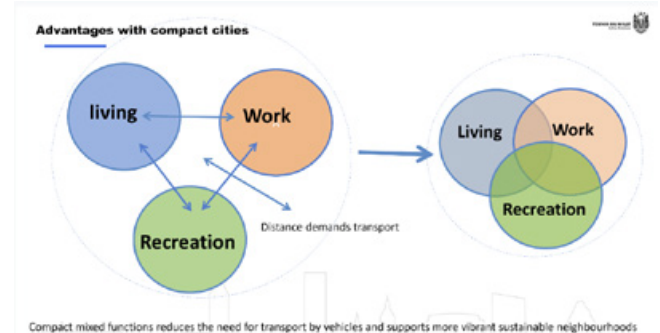 Advantages with compact cities
living
Work
Recreation
Distance demands transport
Living
Work
Recreation
Compact mixed functions reduces the need for transport by vehicles and supports more vibrant sustainable neighbourhoods